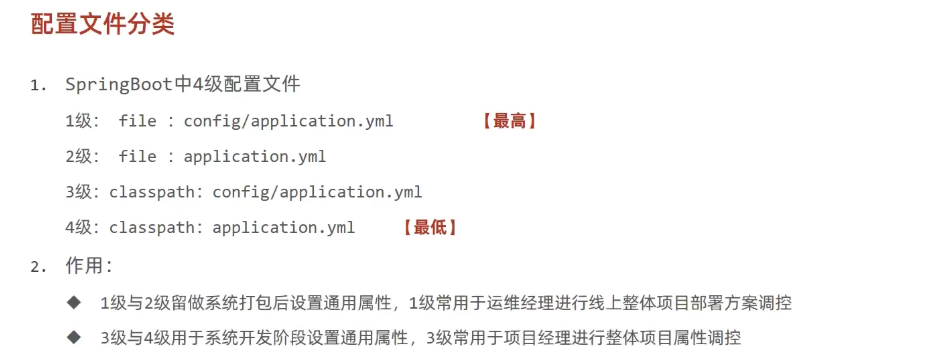 配置文件分类
1. SpringBoot中4级配置文件
1级： file ：config/application.yml 【最高】
2级： file ：application.yml
3级：classpath：config/application.yml
4级：classpath：application.yml 【最低】
2. 作用：
◆ 1级与2级留做系统打包后设置通用属性，1级常用于运维经理进行线上整体项目部署方案调控
◆ 3级与4级用于系统开发阶段设置通用属性，3级常用于项目经理进行整体项目属性调控